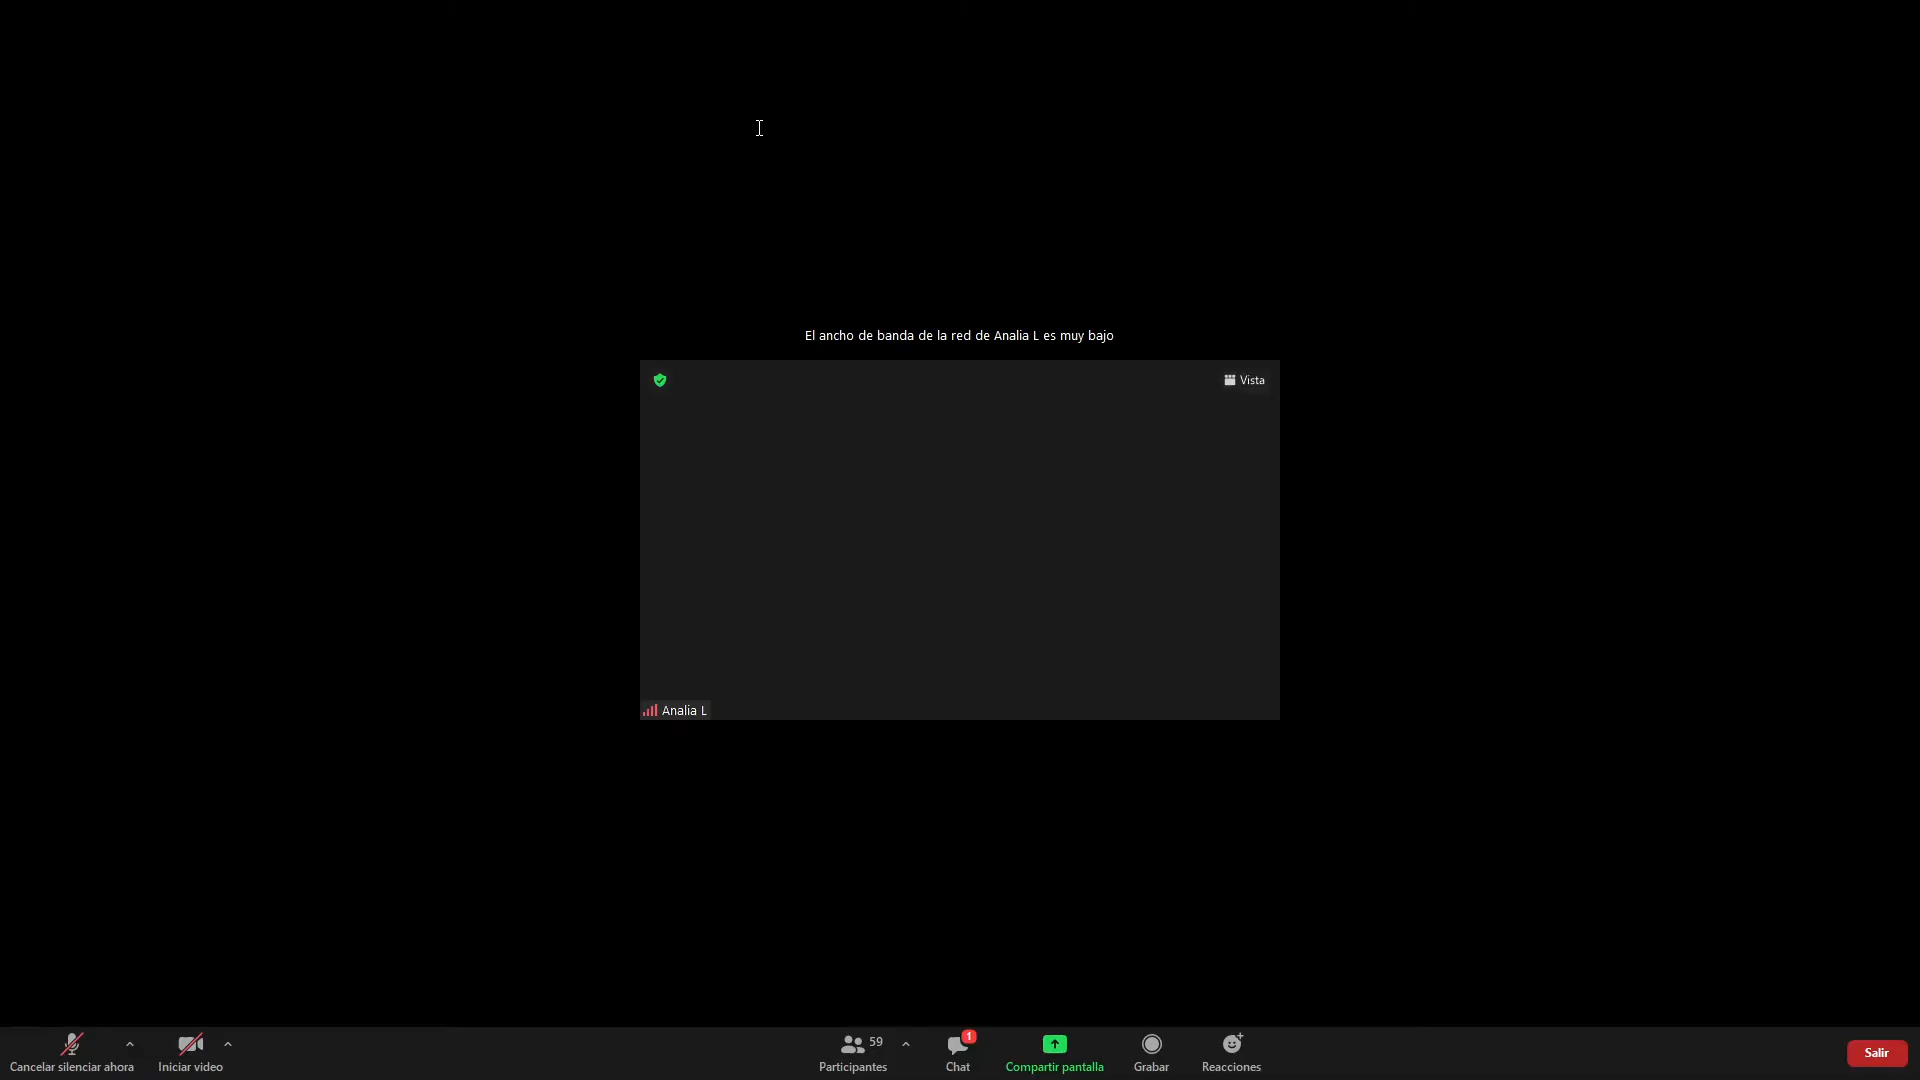 El ancho de banda de la red de Analia L es muy bajo
Vista
Analia L
Cancelar silenciar ahora
Iniciar video
59
Participantes
1
Chat
Compartir pantalla
Grabar
Reacciones
Salir